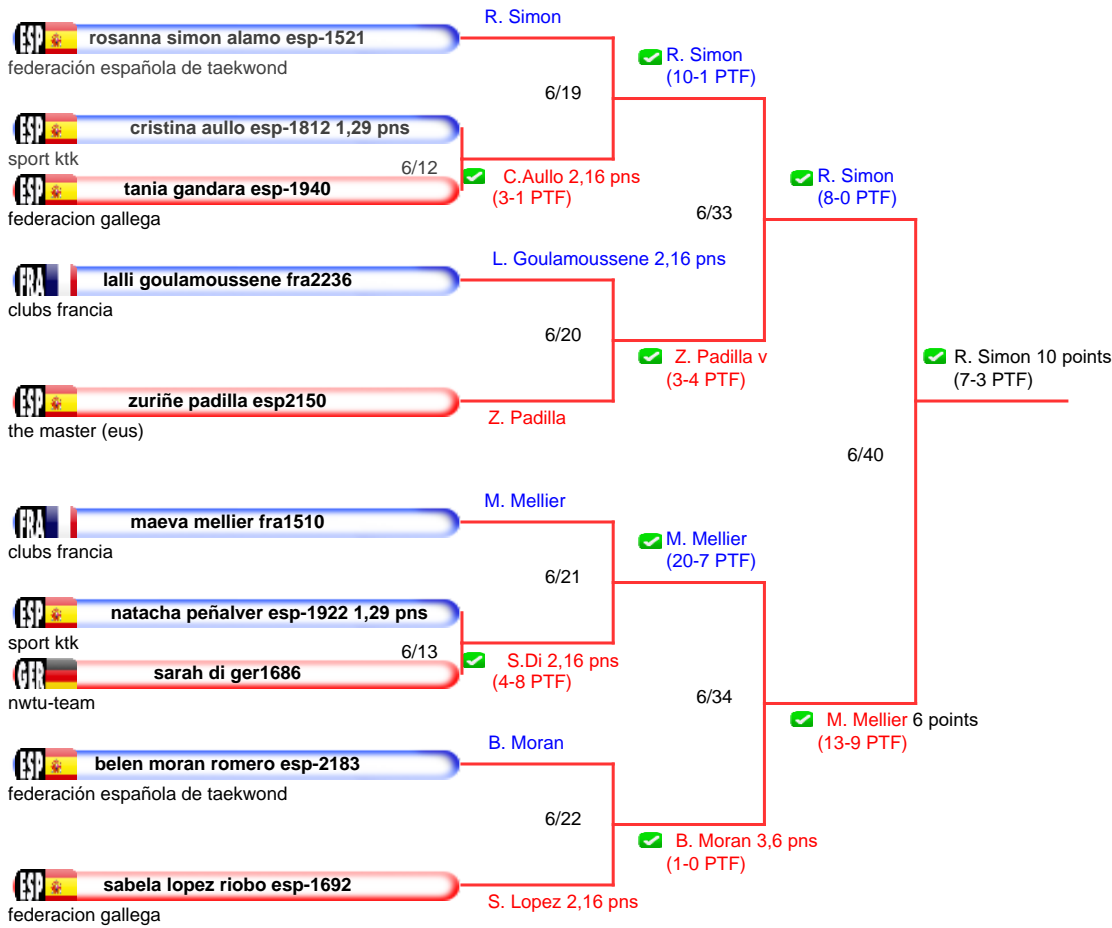 R. Simon
ESP rosanna simon alamo esp-1521
federación española de taekwond
R. Simon
(10-1 PTF)
6/19
ESP cristina aullo esp-1812 1,29 pns
sport ktk
6/12
C.Aullo 2,16 pns
(3-1 PTF)
ESP tania gandara esp-1940
federacion gallega
R. Simon
(8-0 PTF)
6/33
L. Goulamoussene 2,16 pns
FRA lalli goulamoussene fra2236
clubs francia
6/20
Z. Padilla v
(3-4 PTF)
R. Simon 10 points
(7-3 PTF)
ESP zuriñe padilla esp2150
the master (eus)
Z. Padilla
6/40
M. Mellier
FRA maeva mellier fra1510
clubs francia
M. Mellier
(20-7 PTF)
6/21
ESP natacha peñalver esp-1922 1,29 pns
sport ktk
6/13
S.Di 2,16 pns
(4-8 PTF)
GER sarah di ger1686
nwtu-team
6/34
M. Mellier 6 points
(13-9 PTF)
B. Moran
ESP belen moran romero esp-2183
federación española de taekwond
6/22
B. Moran 3,6 pns
(1-0 PTF)
ESP sabela lopez riobo esp-1692
federacion gallega
S. Lopez 2,16 pns